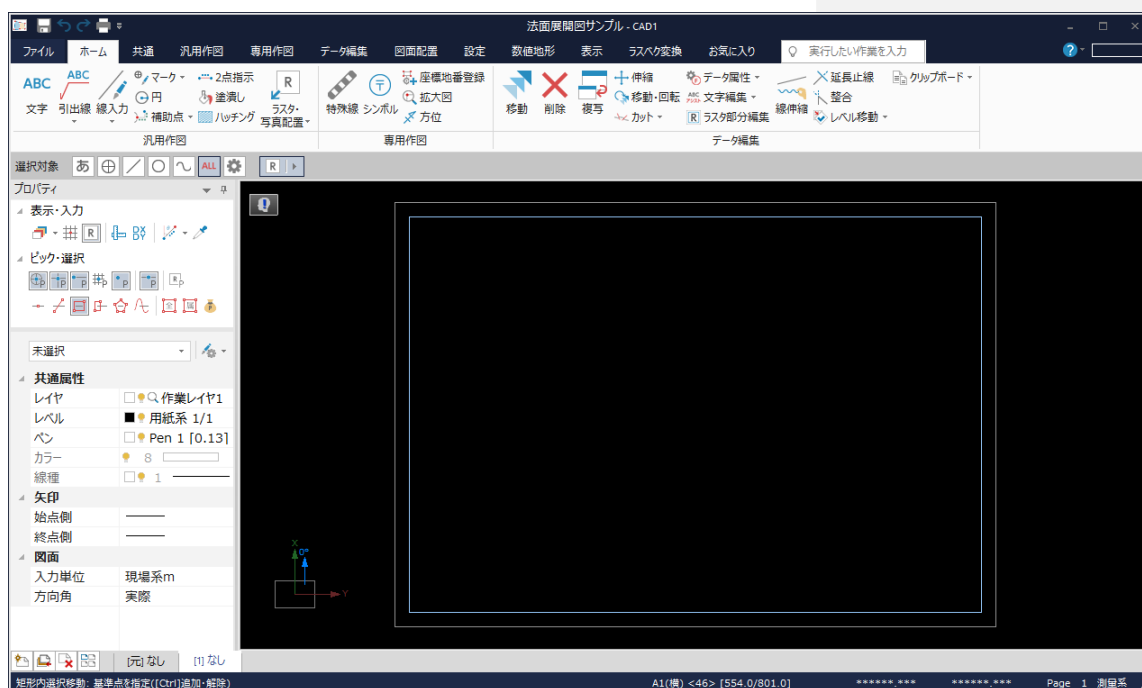 法面展開図サンプル - CAD1
ファイル ホーム 共通 汎用作図 専用作図 データ編集 図面配置 設定 数値地形 表示 ラスベク変換 お気に入り 実行したい作業を入力
ABC 文字
ABC 引出線
線入力
マーク
円
補助点
2点指示
塗潰し
ハッチング
R ラスタ・写真配置
汎用作図
特殊線
シンボル
座標地番登録
拡大図
方位
専用作図
移動
削除
複写
伸縮
移動・回転
カット
データ属性
文字編集
R ラスタ部分編集
線伸縮
延長止線
整合
レベル移動
クリップボード
データ編集
選択対象 あ ALL R
プロパティ
表示・入力
R DX DY
ピック・選択
P P P P P P R P
全 属
未選択
共通属性
レイヤ 作業レイヤ1
レベル 用紙系 1/1
ペン Pen 1 [0.13]
カラー 8
線種 1
矢印
始点側
終点側
図面
入力単位 現場系m
方向角 実際
X 0° Y
[元] なし [1] なし
矩形内選択移動: 基準点を指定([Ctrl]追加・解除) A1(横) <46> [554.0/801.0] ******.*** ******.*** Page 1 測量系